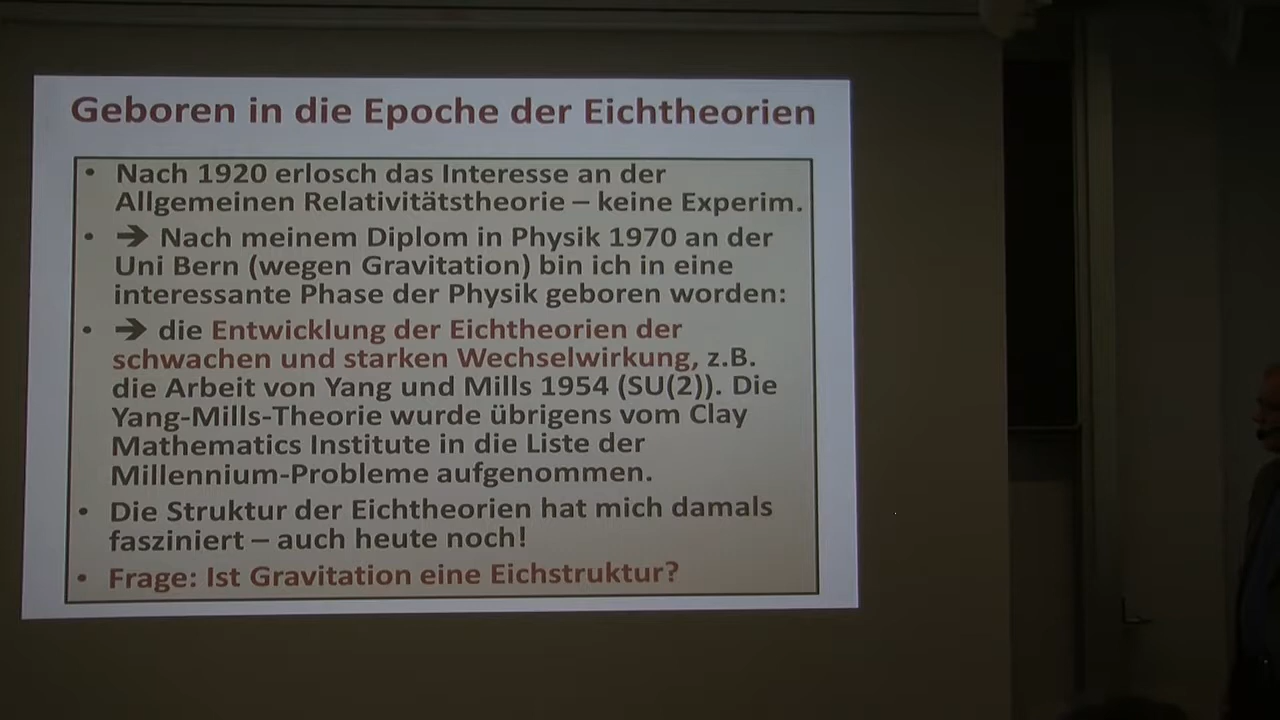 Geboren in die Epoche der Eichtheorien
• Nach 1920 erlosch das Interesse an der
Allgemeinen Relativitätstheorie – keine Experim.
• ➔ Nach meinem Diplom in Physik 1970 an der
Uni Bern (wegen Gravitation) bin ich in eine
interessante Phase der Physik geboren worden:
• ➔ die Entwicklung der Eichtheorien der
schwachen und starken Wechselwirkung, z.B.
die Arbeit von Yang und Mills 1954 (SU(2)). Die
Yang-Mills-Theorie wurde übrigens vom Clay
Mathematics Institute in die Liste der
Millennium-Probleme aufgenommen.
• Die Struktur der Eichtheorien hat mich damals
fasziniert – auch heute noch!
• Frage: Ist Gravitation eine Eichstruktur?